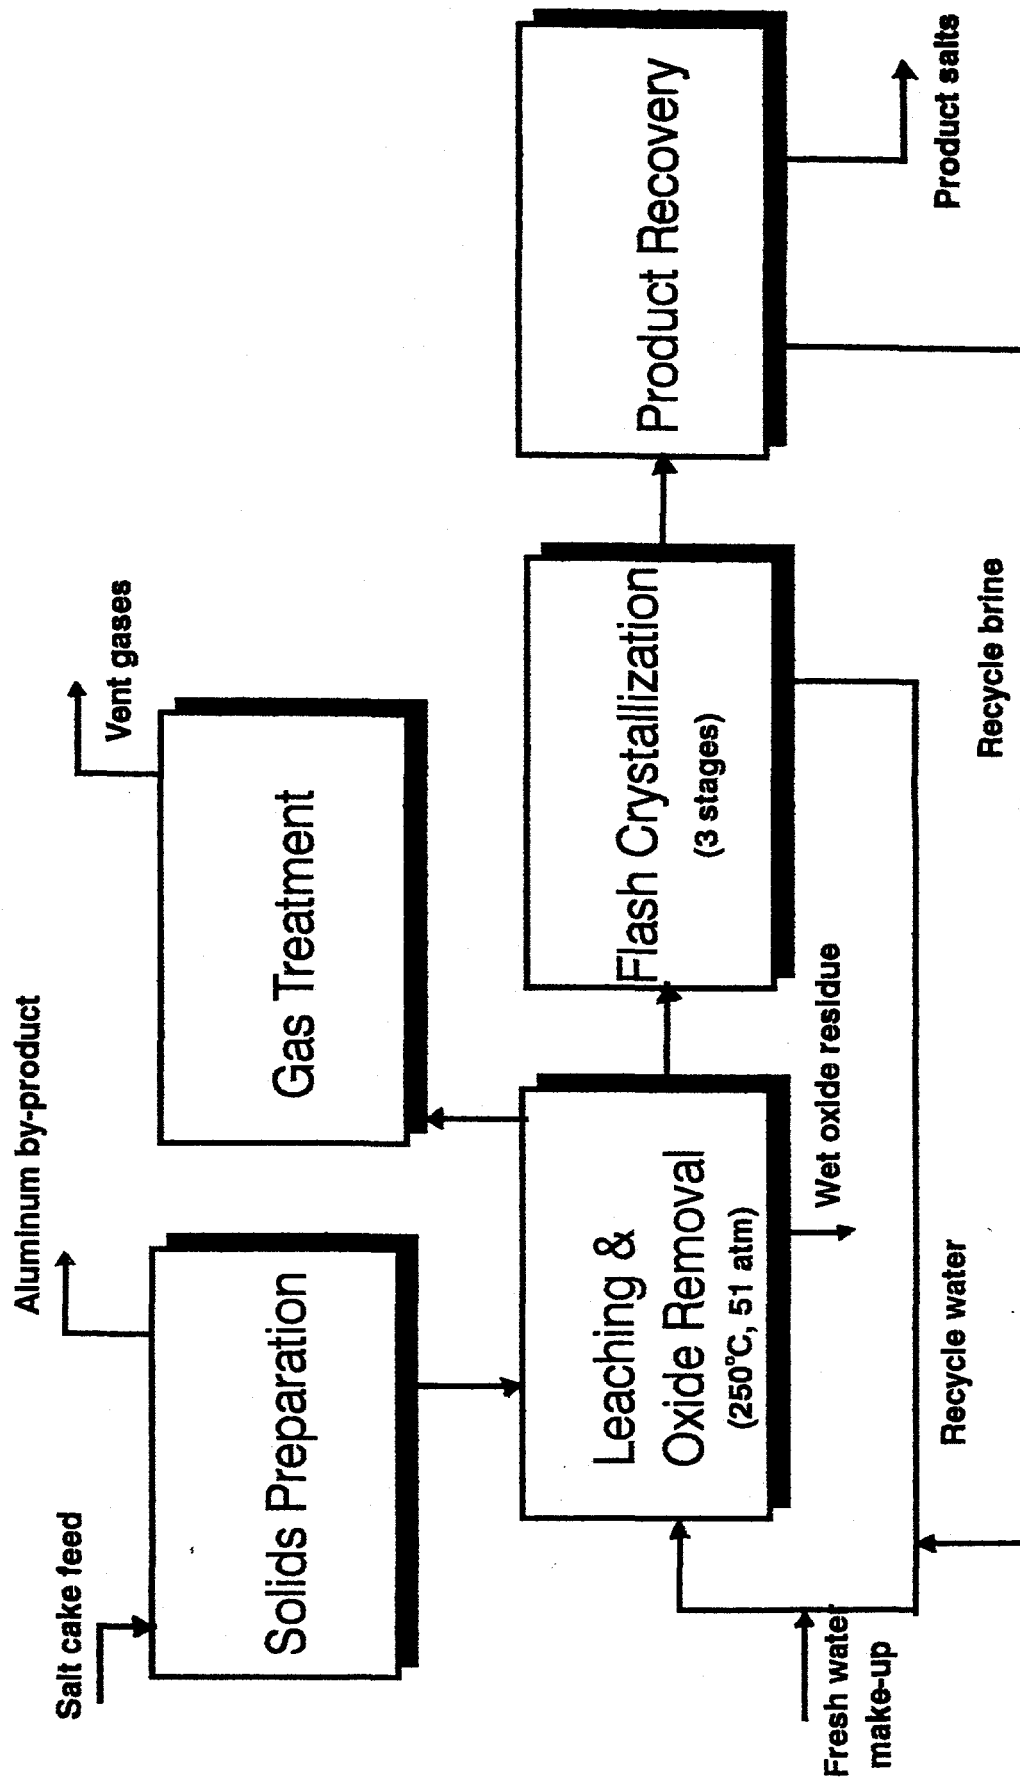 Salt cake feed
Aluminum by-product
Vent gases
Solids Preparation
Gas Treatment
Leaching &
Oxide Removal
(250°C, 51 atm)
Flash Crystallization
(3 stages)
Product Recovery
Fresh water
make-up
Wet oxide residue
Product salts
Recycle water
Recycle brine